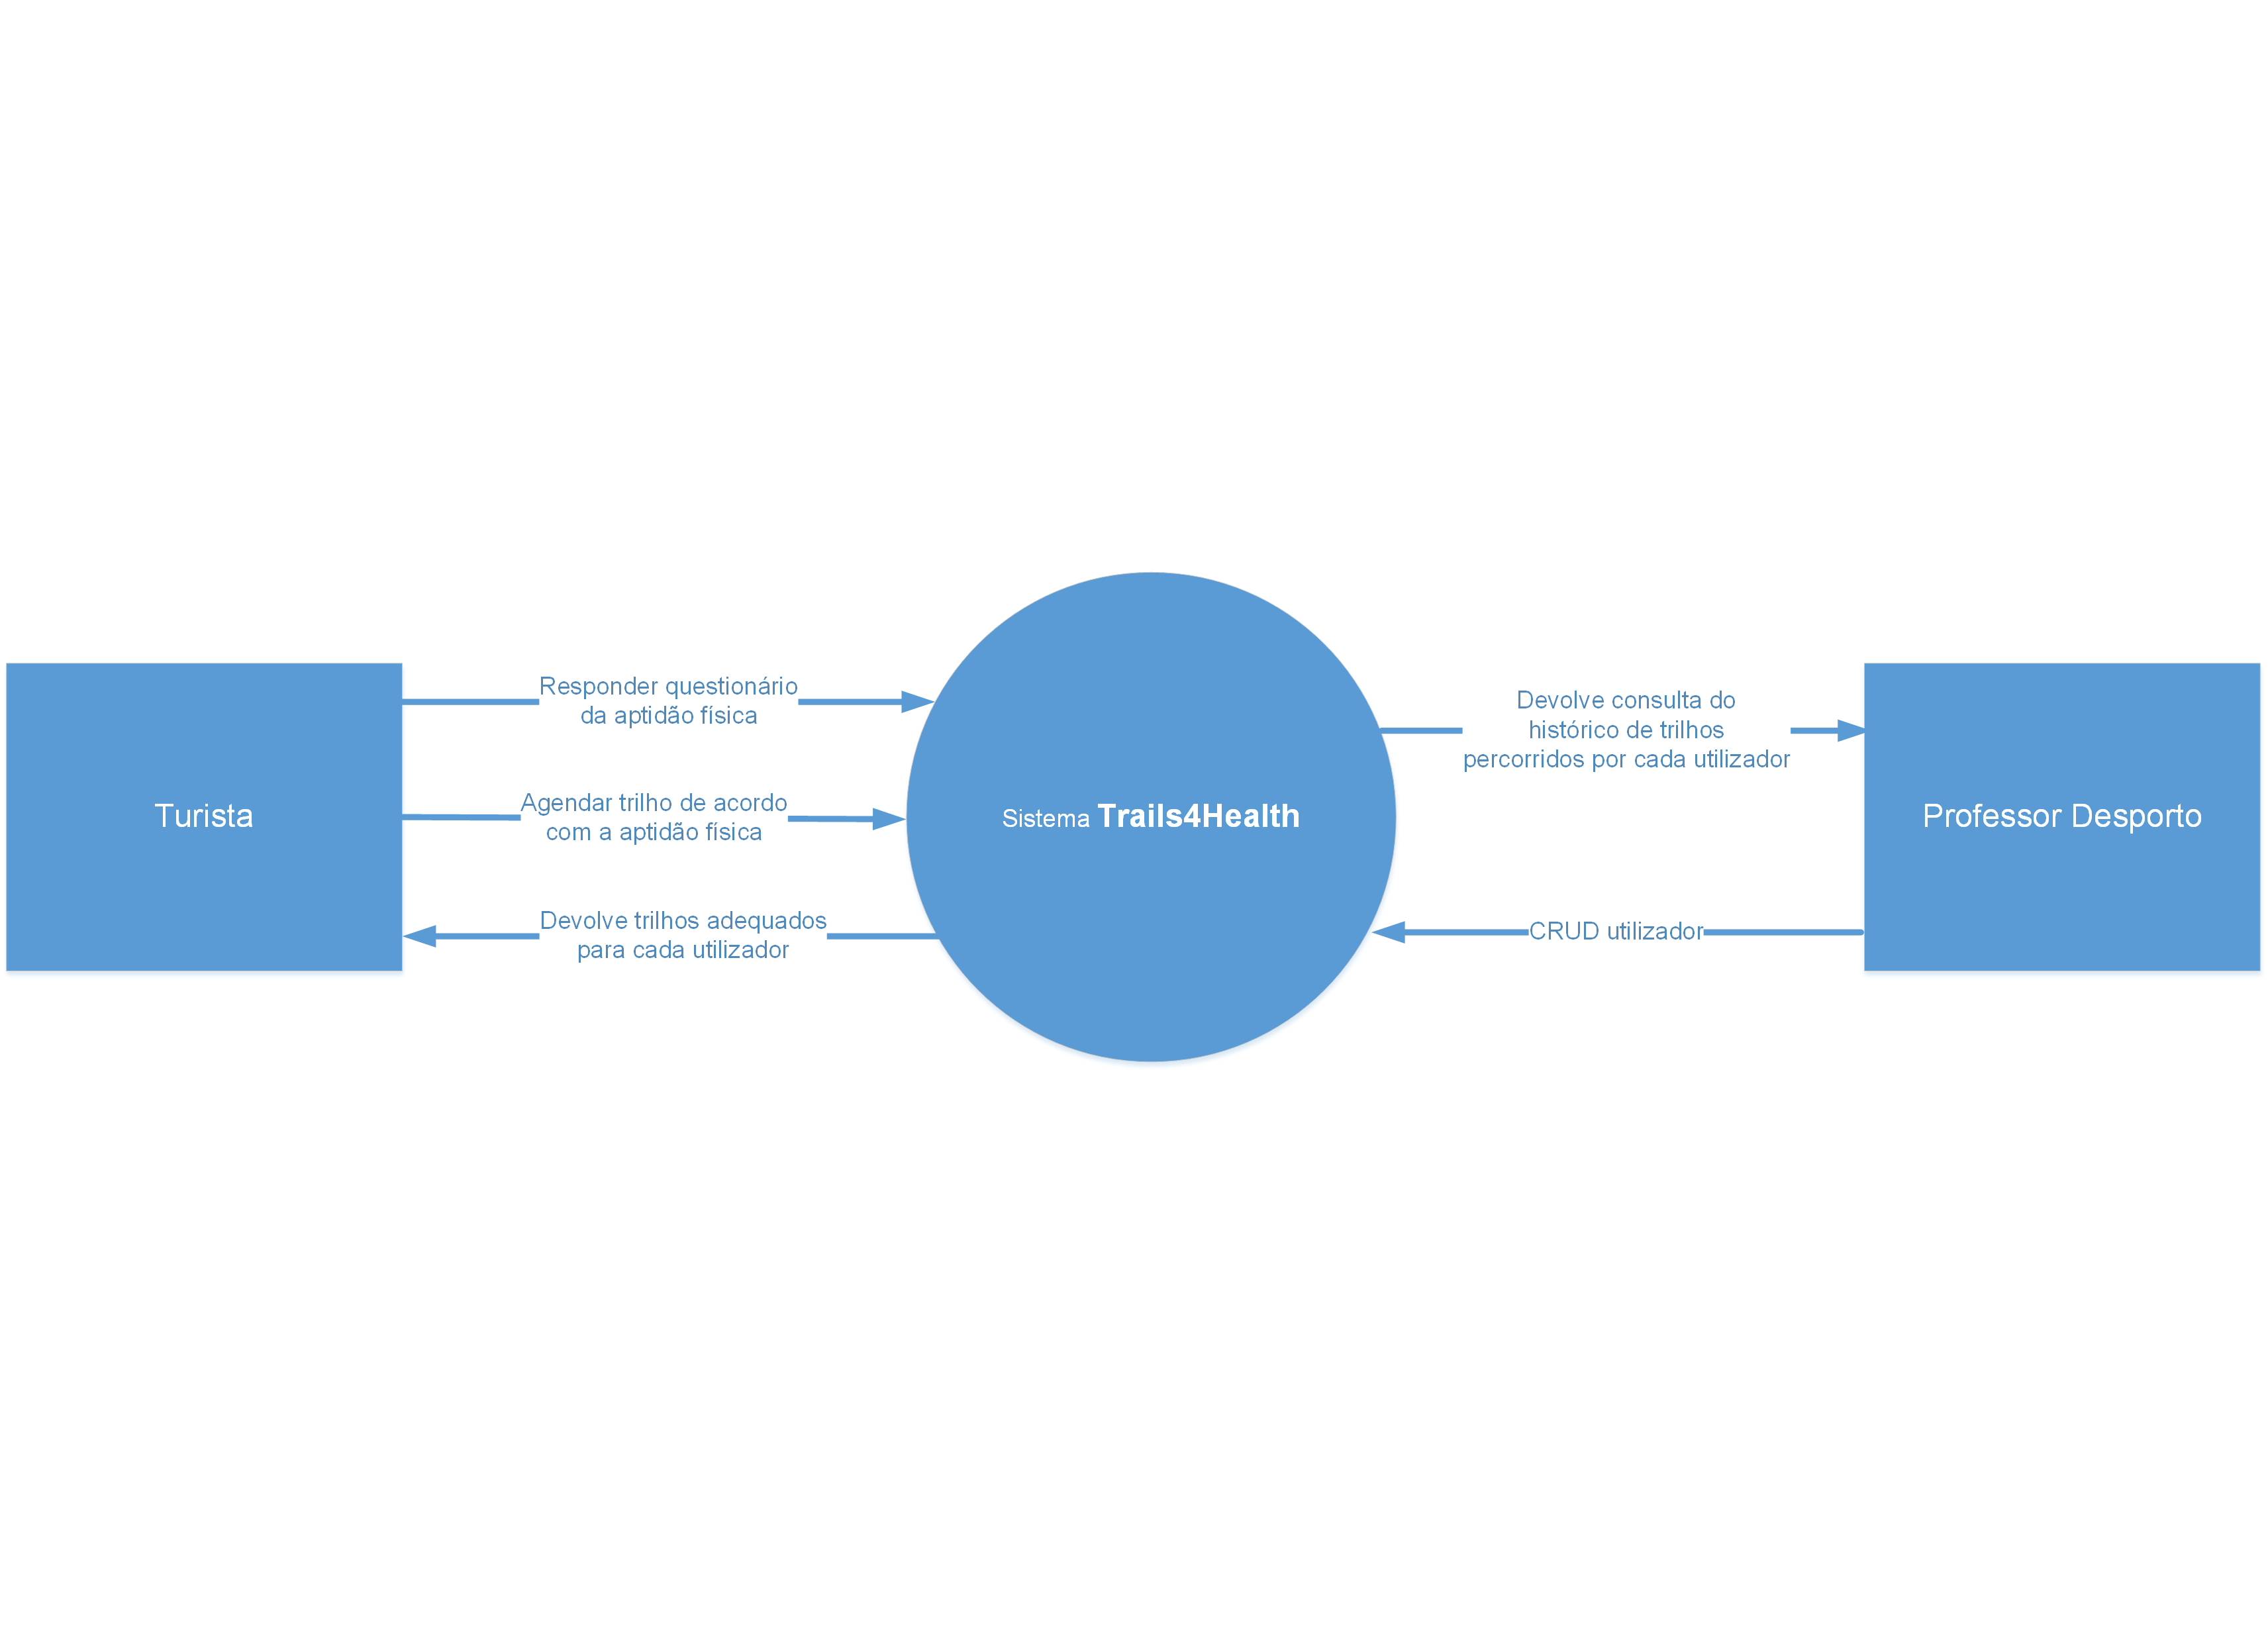 Turista
Responder questionário
da aptidão física
Agendar trilho de acordo
com a aptidão física
Devolve trilhos adequados
para cada utilizador
Sistema Trails4Health
Devolve consulta do
histórico de trilhos
percorridos por cada utilizador
CRUD utilizador
Professor Desporto